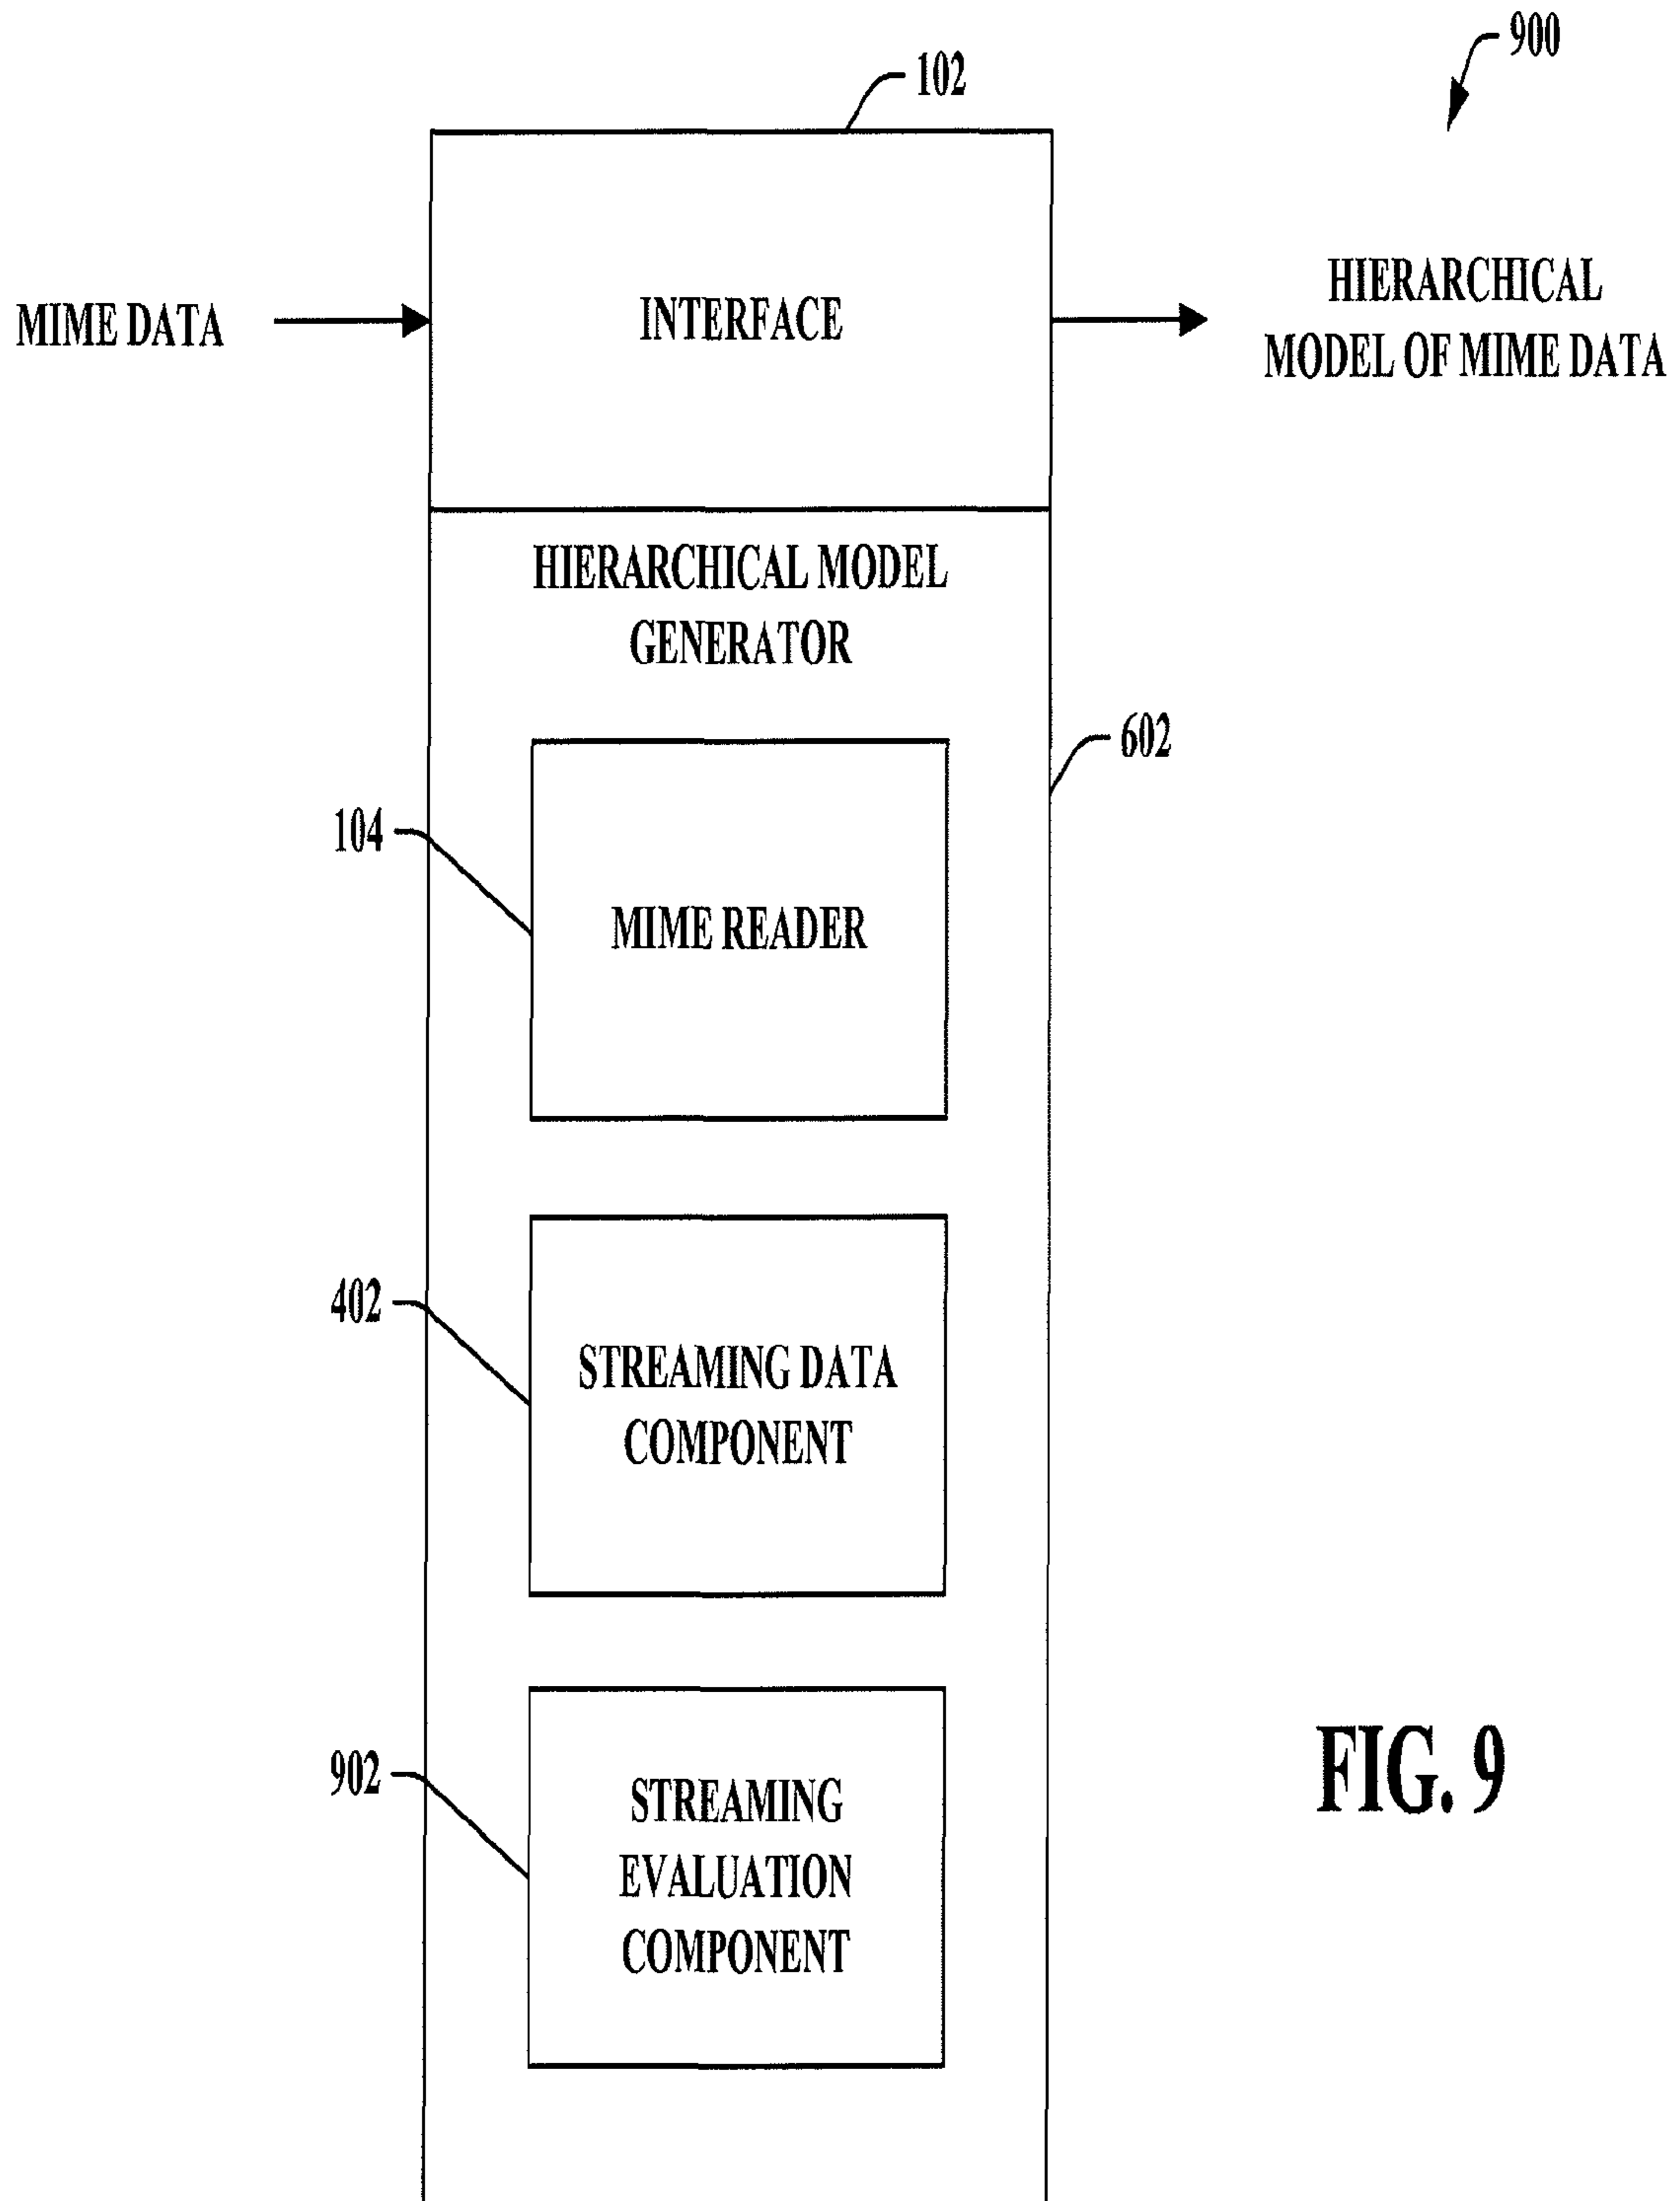 900
102
MIME DATA
INTERFACE
HIERARCHICAL
MODEL OF MIME DATA
HIERARCHICAL MODEL
GENERATOR
602
104
MIME READER
402
STREAMING DATA
COMPONENT
902
STREAMING
EVALUATION
COMPONENT
FIG. 9